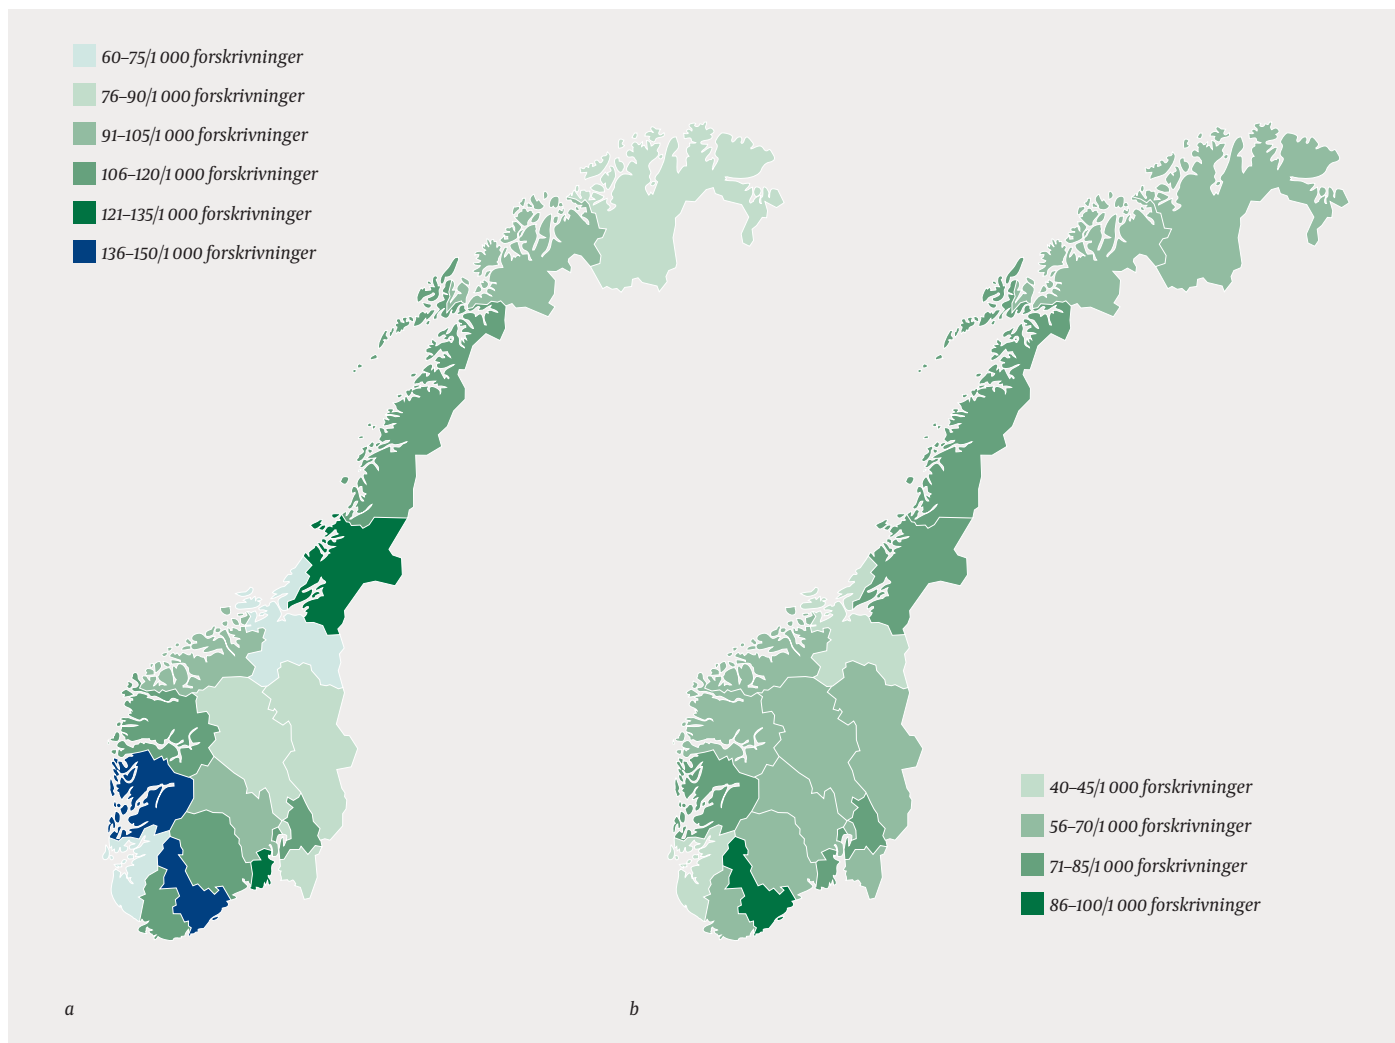 60–75/1 000 forskrivninger
76–90/1 000 forskrivninger
91–105/1 000 forskrivninger
106–120/1 000 forskrivninger
121–135/1 000 forskrivninger
136–150/1 000 forskrivninger
40–45/1 000 forskrivninger
56–70/1 000 forskrivninger
71–85/1 000 forskrivninger
86–100/1 000 forskrivninger
a
b